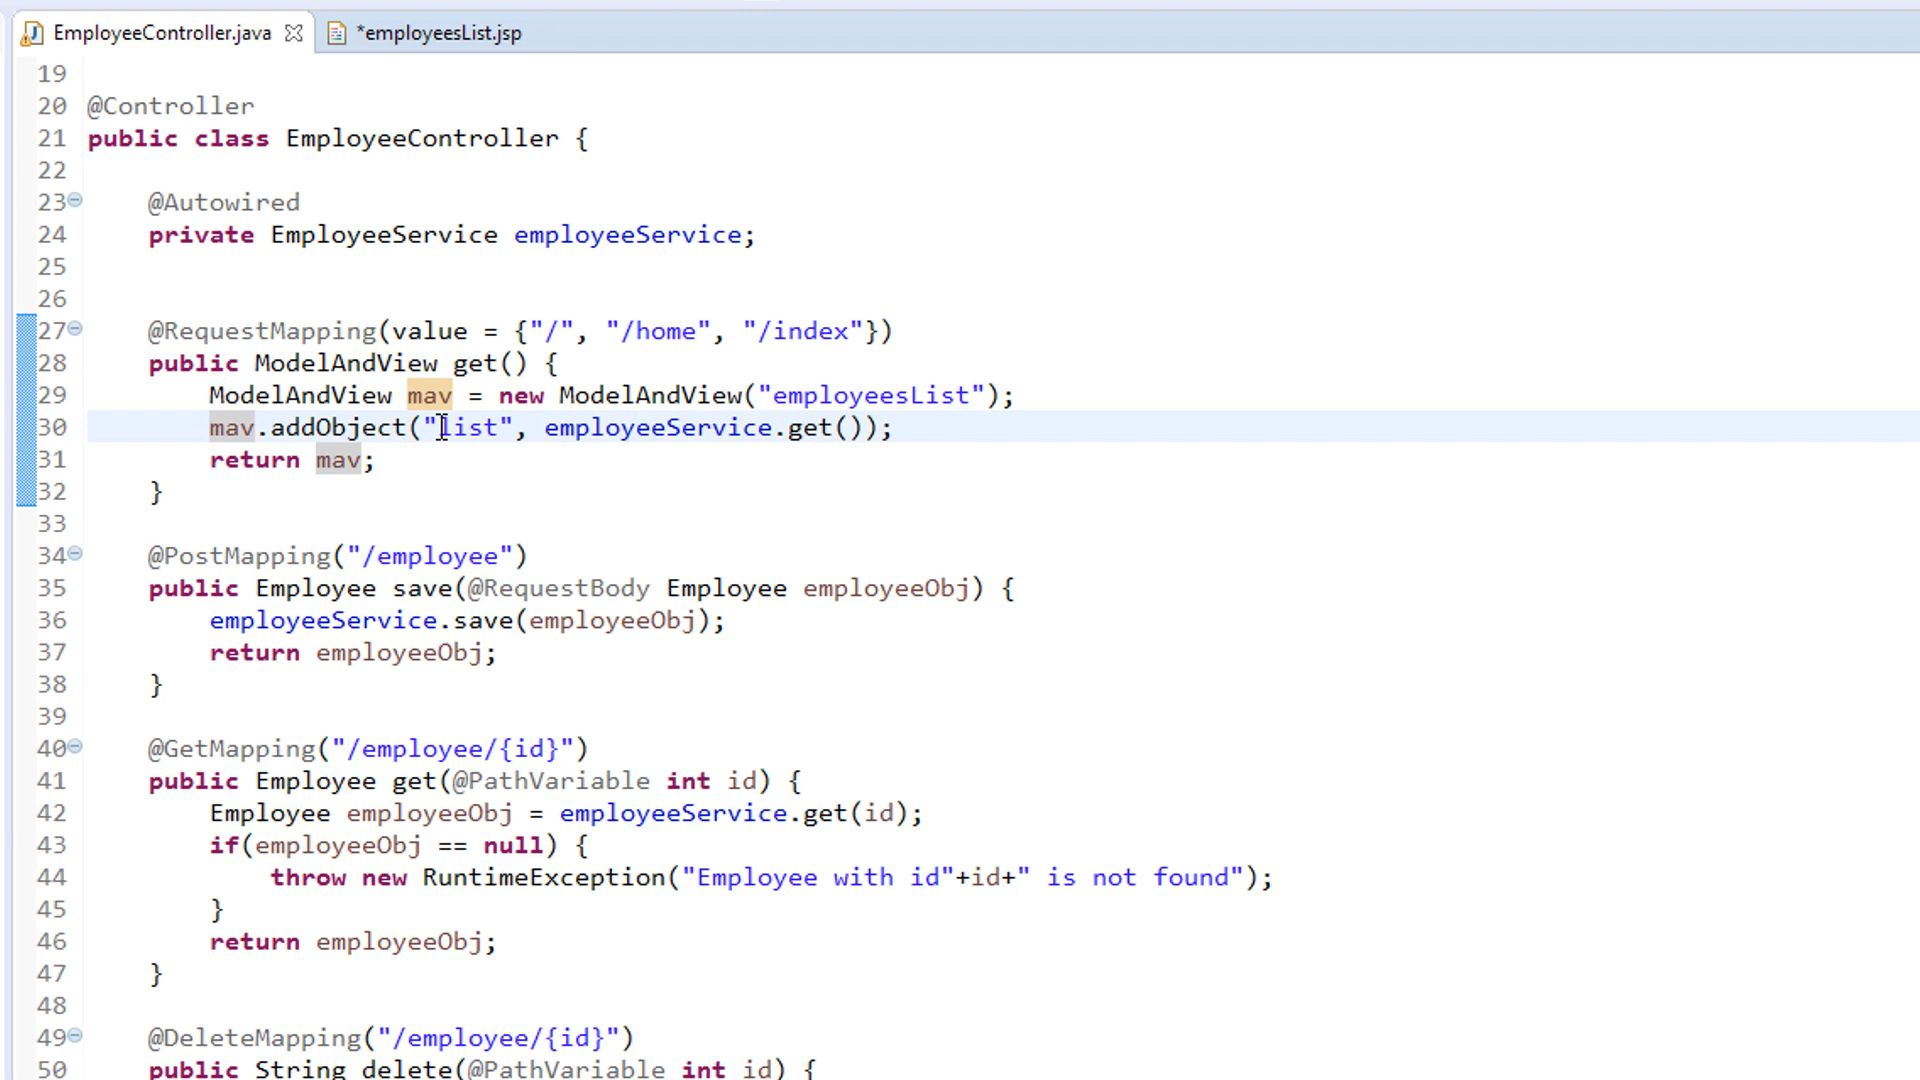 EmployeeController.java *employeesList.jsp
19
20 @Controller
21 public class EmployeeController {
22
23 @Autowired
24 private EmployeeService employeeService;
25
26
27 @RequestMapping(value = {"/", "/home", "/index"})
28 public ModelAndView get() {
29 ModelAndView mav = new ModelAndView("employeesList");
30 mav.addObject("list", employeeService.get());
31 return mav;
32 }
33
34 @PostMapping("/employee")
35 public Employee save(@RequestBody Employee employeeObj) {
36 employeeService.save(employeeObj);
37 return employeeObj;
38 }
39
40 @GetMapping("/employee/{id}")
41 public Employee get(@PathVariable int id) {
42 Employee employeeObj = employeeService.get(id);
43 if(employeeObj == null) {
44 throw new RuntimeException("Employee with id"+id+" is not found");
45 }
46 return employeeObj;
47 }
48
49 @DeleteMapping("/employee/{id}")
50 public String delete(@PathVariable int id) {